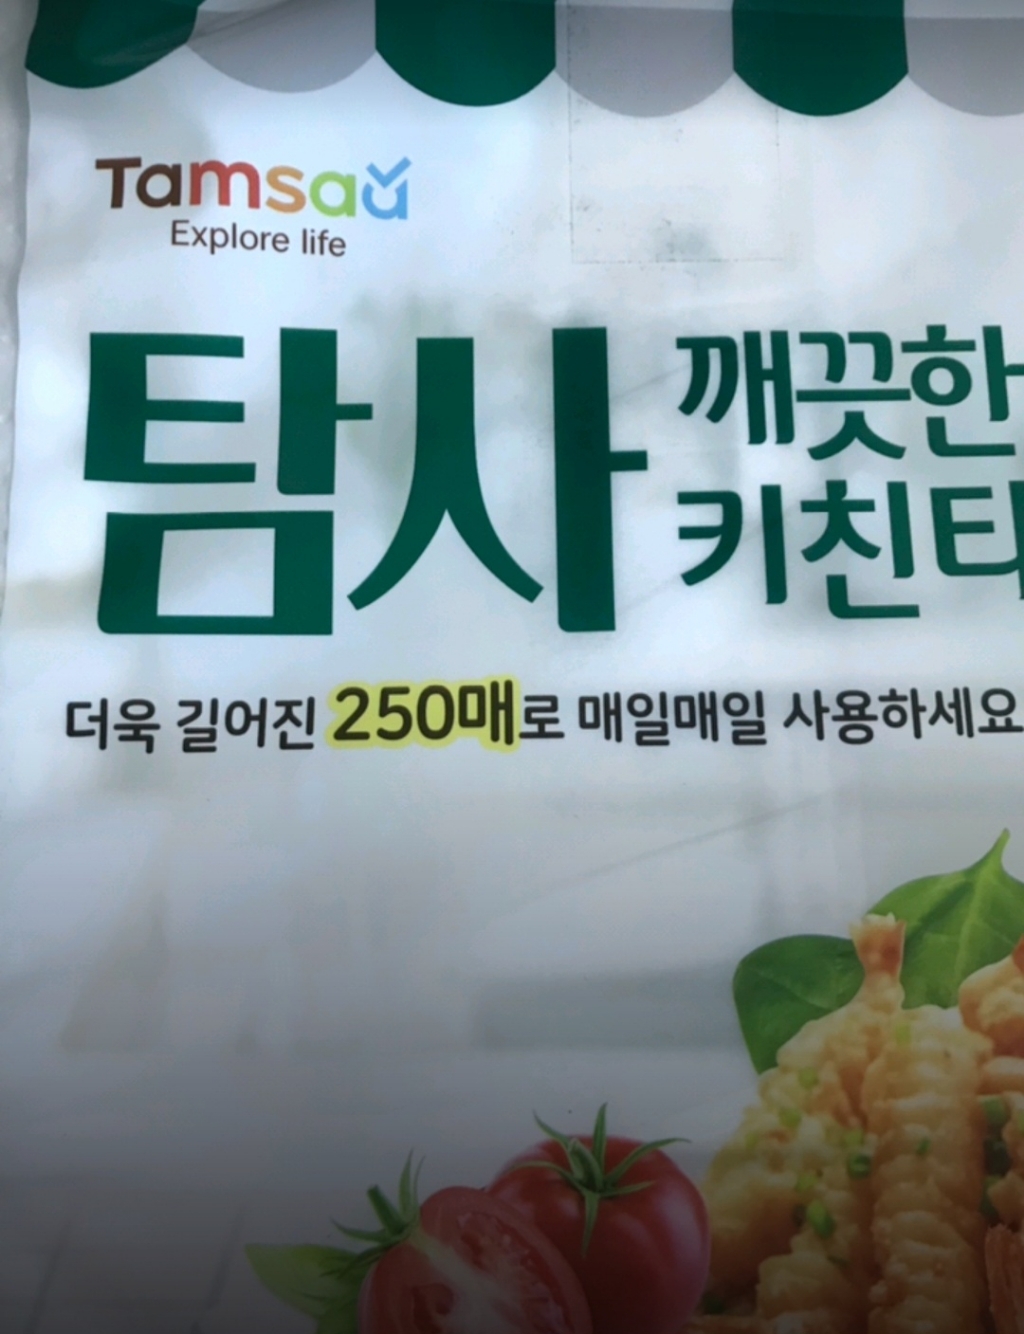 Tamsaa
Explore life
탐사
깨끗한
키친타
더욱 길어진 250매로 매일매일 사용하세요